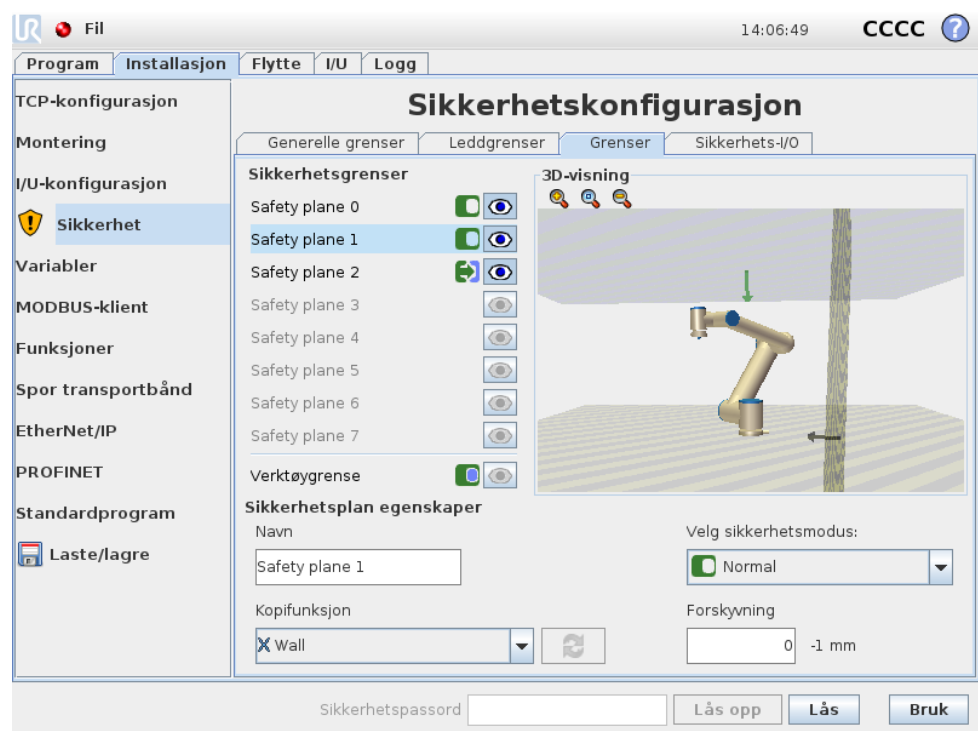 UR Fil 14:06:49 CCCC ?
Program Installasjon Flytte I/U Logg
TCP-konfigurasjon
Montering
I/U-konfigurasjon
Sikkerhet
Variabler
MODBUS-klient
Funksjoner
Spor transportbånd
EtherNet/IP
PROFINET
Standardprogram
Laste/lagre
Sikkerhetskonfigurasjon
Generelle grenser Leddgrenser Grenser Sikkerhets-I/O
Sikkerhetsgrenser
Safety plane 0
Safety plane 1
Safety plane 2
Safety plane 3
Safety plane 4
Safety plane 5
Safety plane 6
Safety plane 7
Verktøygrense
3D-visning
Sikkerhetsplan egenskaper
Navn
Safety plane 1
Kopifunksjon
Wall
Velg sikkerhetsmodus:
Normal
Forskyvning
0 -1 mm
Sikkerhetspassord Lås opp Lås Bruk